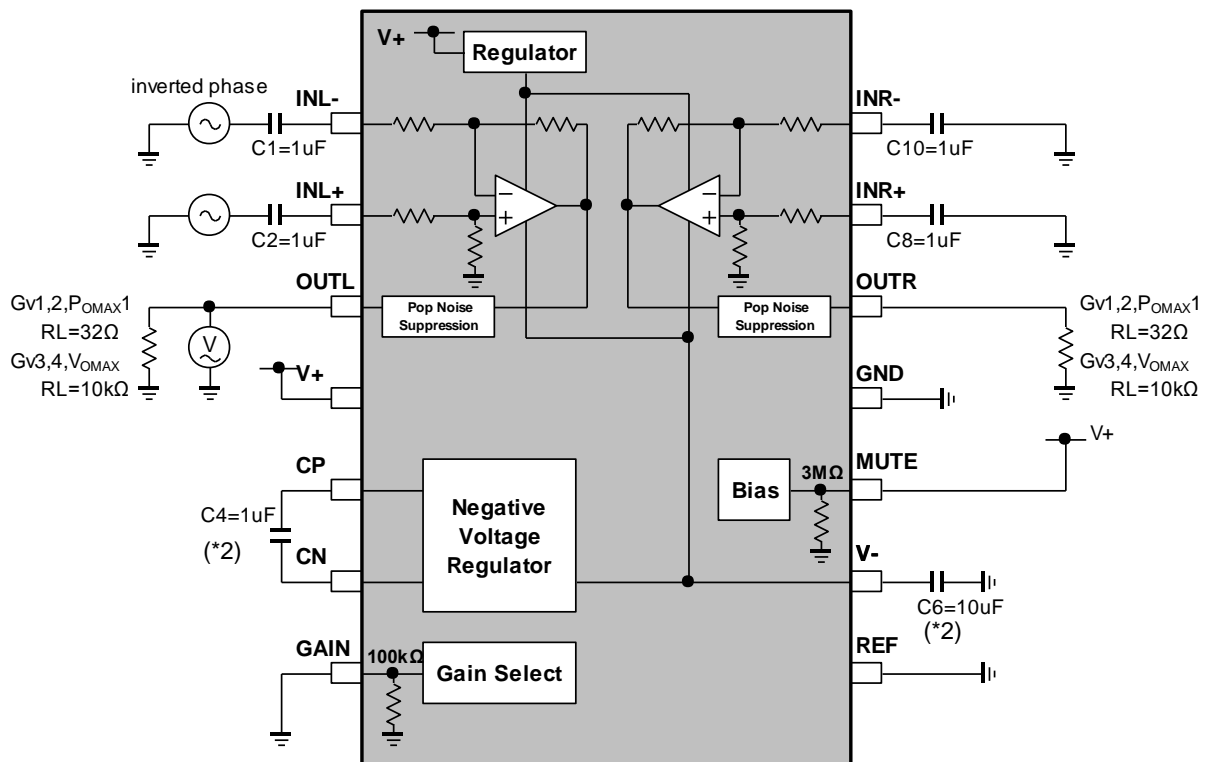 V+
Regulator
inverted phase
INL-
C1=1uF
INR-
C10=1uF
INL+
C2=1uF
INR+
C8=1uF
−
+
−
+
OUTL
Pop Noise
Suppression
OUTR
Pop Noise
Suppression
Gv1,2,POMAX1
RL=32Ω
Gv3,4,VOMAX
RL=10kΩ
V
Gv1,2,POMAX1
RL=32Ω
Gv3,4,VOMAX
RL=10kΩ
V+
GND
V+
CP
C4=1uF
(*2)
CN
Negative
Voltage
Regulator
Bias
3MΩ
MUTE
V-
C6=10uF
(*2)
GAIN
100kΩ
Gain Select
REF